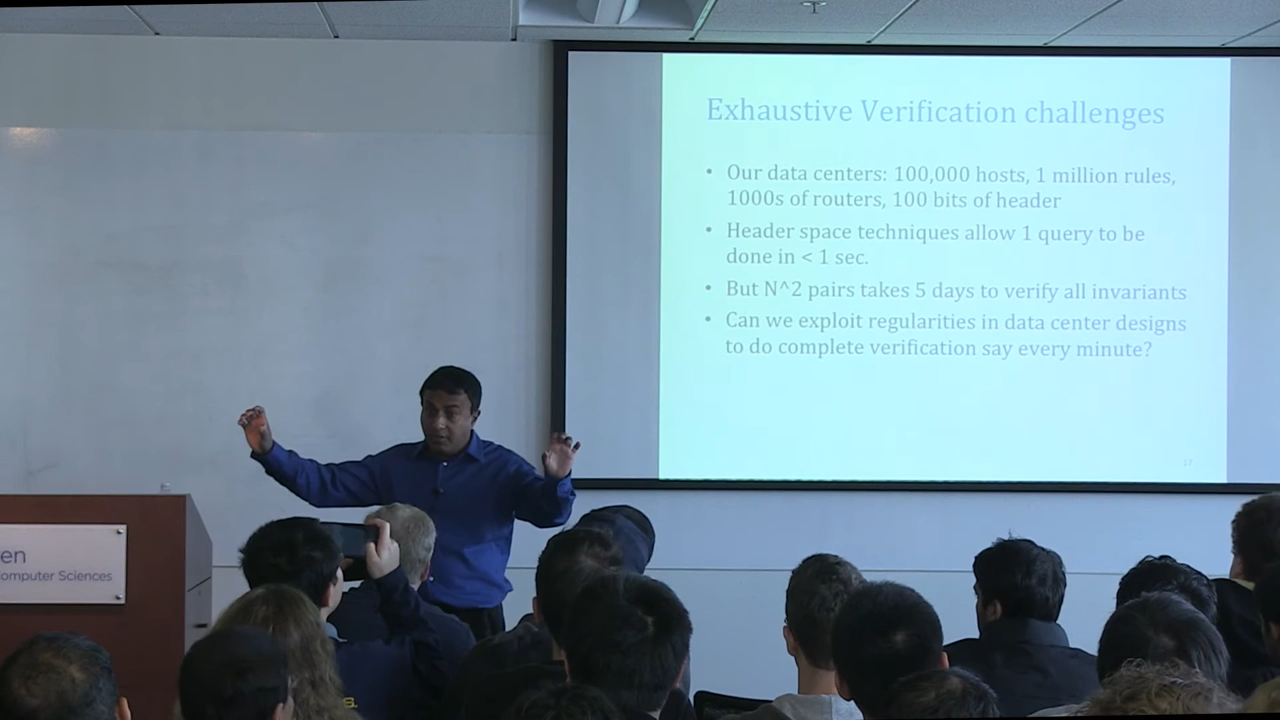 Exhaustive Verification challenges
• Our data centers: 100,000 hosts, 1 million rules,
1000s of routers, 100 bits of header
• Header space techniques allow 1 query to be
done in < 1 sec.
• But N^2 pairs takes 5 days to verify all invariants
• Can we exploit regularities in data center designs
to do complete verification say every minute?
17
en
omputer Sciences
s.